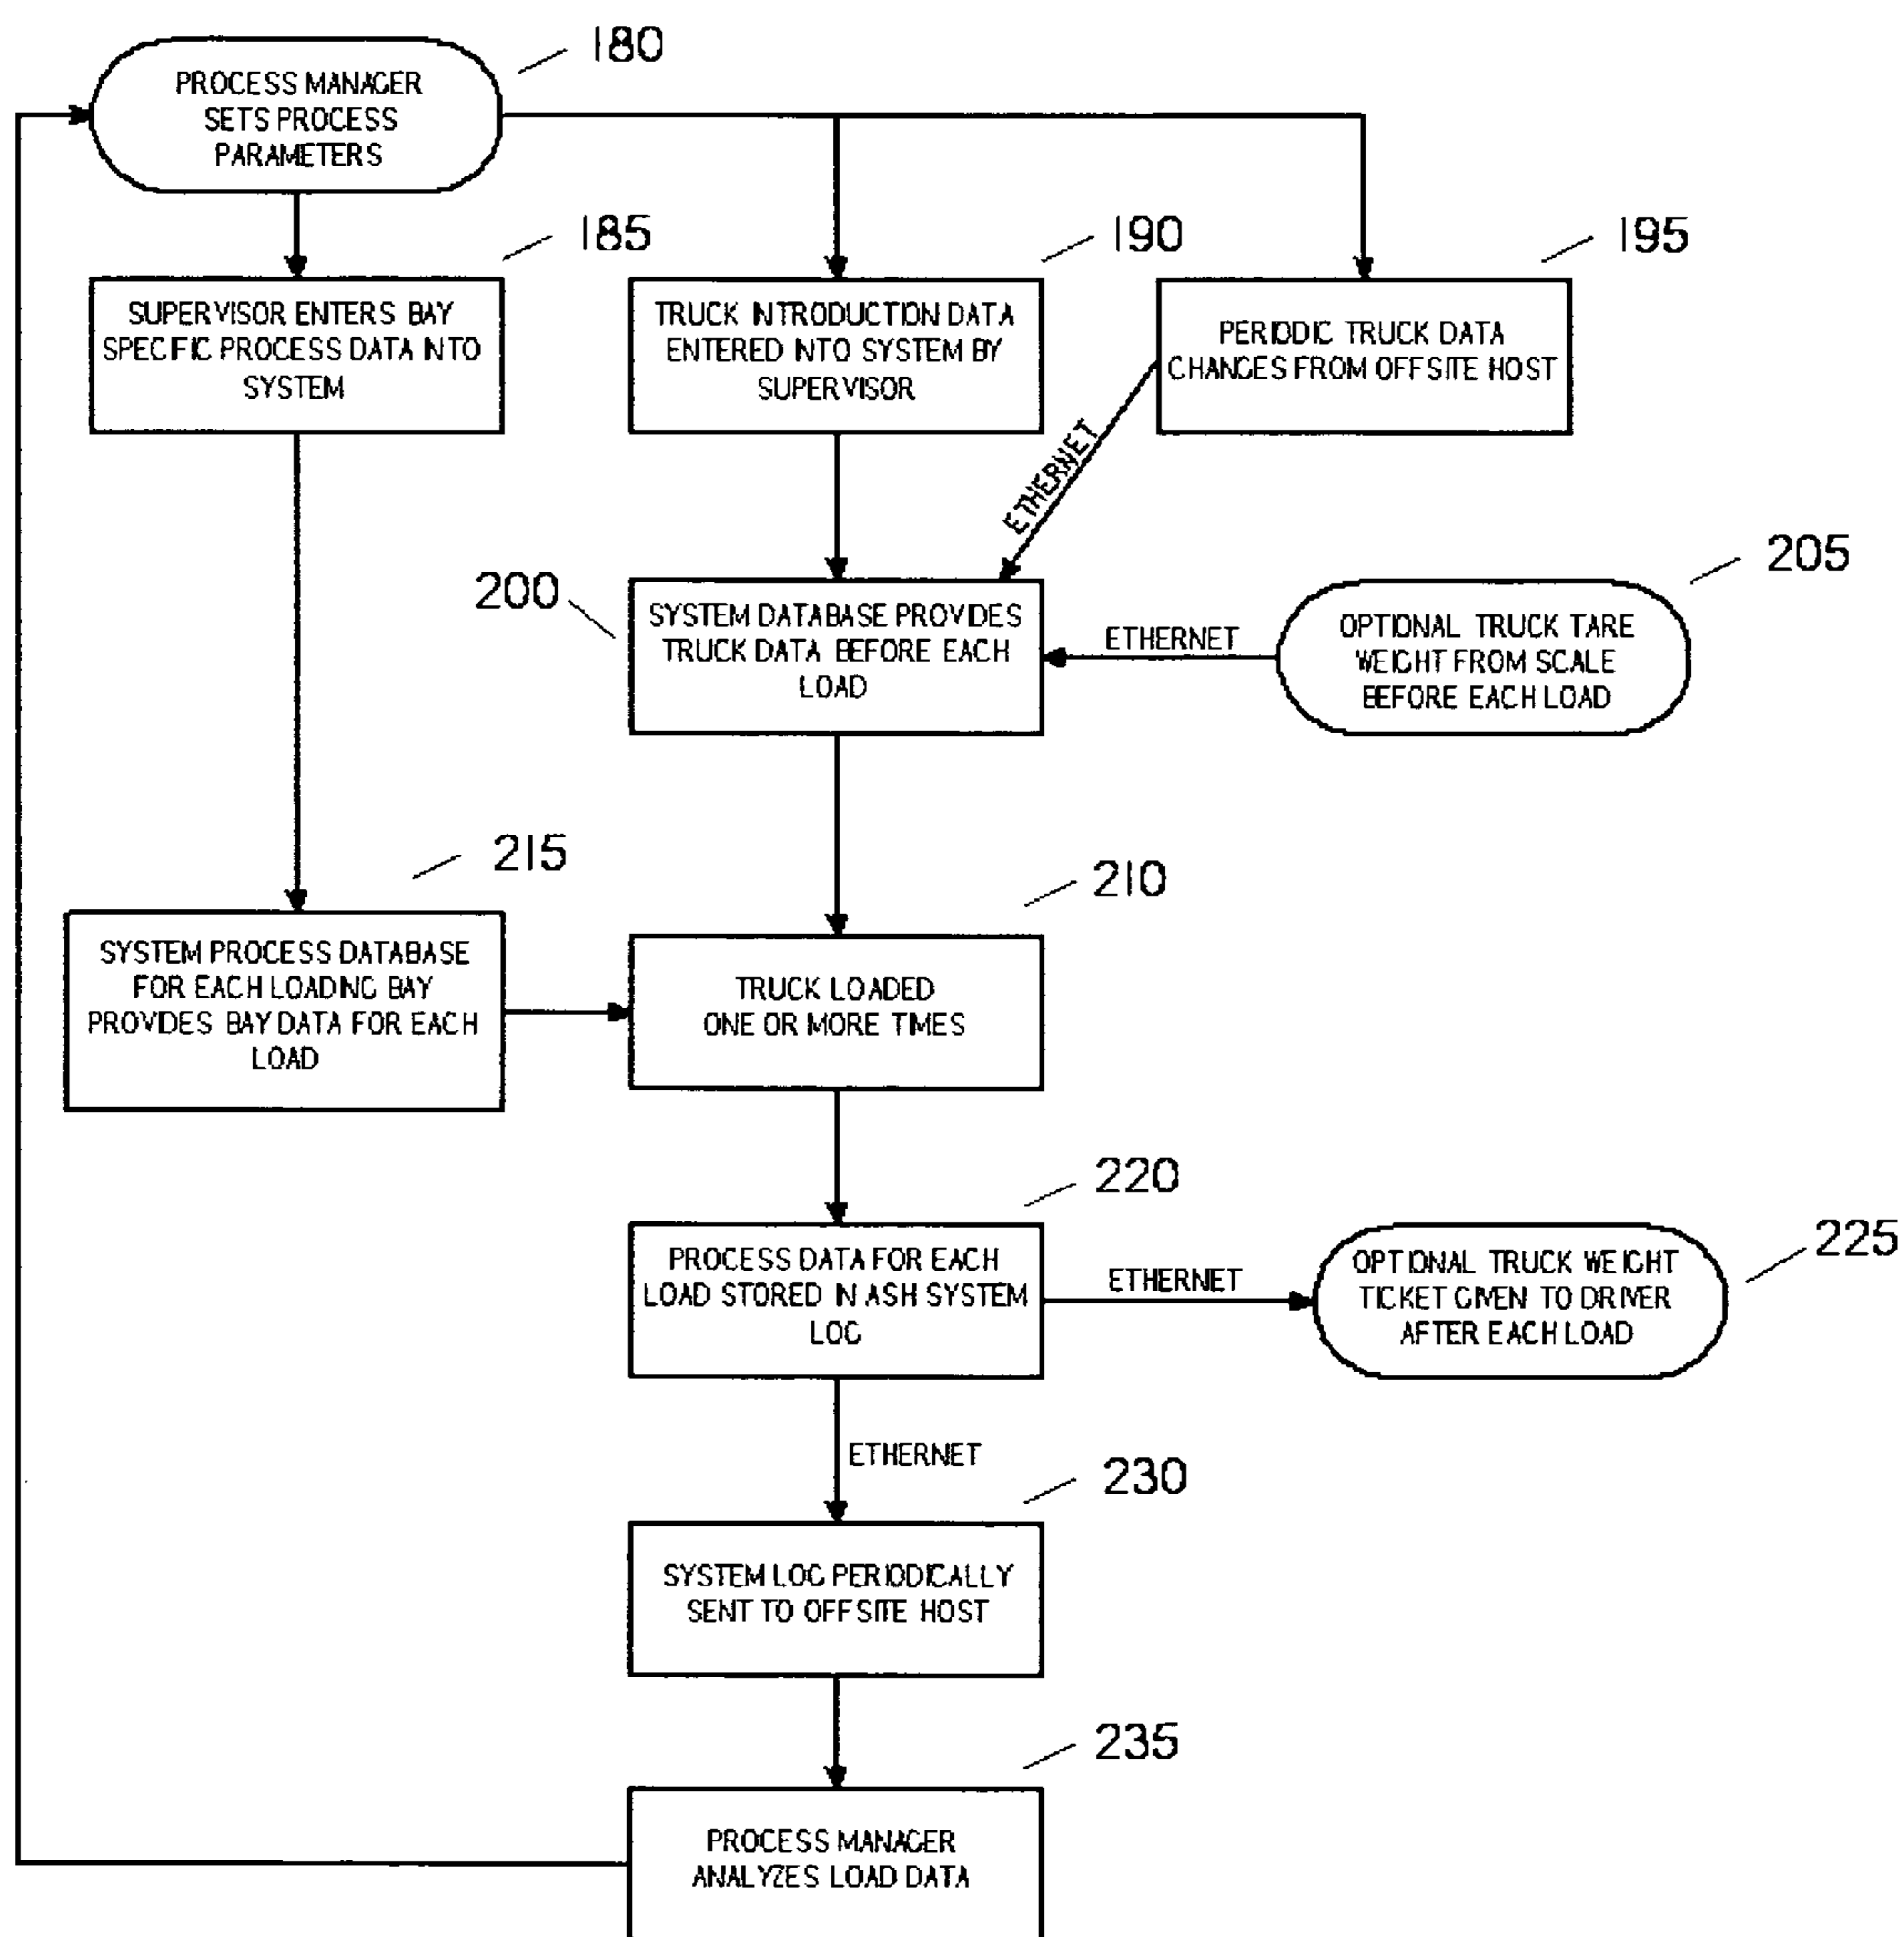 180
PROCESS MANAGER
SETS PROCESS
PARAMETERS
185
SUPERVISOR ENTERS BAY
SPECIFIC PROCESS DATA INTO
SYSTEM
190
TRUCK INTRODUCTION DATA
ENTERED INTO SYSTEM BY
SUPERVISOR
195
PERIODIC TRUCK DATA
CHANGES FROM OFFSITE HOST
ETHERNET
200
SYSTEM DATABASE PROVIDES
TRUCK DATA BEFORE EACH
LOAD
ETHERNET
205
OPTIONAL TRUCK TARE
WEIGHT FROM SCALE
BEFORE EACH LOAD
215
SYSTEM PROCESS DATABASE
FOR EACH LOADING BAY
PROVIDES BAY DATA FOR EACH
LOAD
210
TRUCK LOADED
ONE OR MORE TIMES
220
PROCESS DATA FOR EACH
LOAD STORED IN ASH SYSTEM
LOG
ETHERNET
225
OPTIONAL TRUCK WEIGHT
TICKET GIVEN TO DRIVER
AFTER EACH LOAD
ETHERNET
230
SYSTEM LOG PERIODICALLY
SENT TO OFFSITE HOST
235
PROCESS MANAGER
ANALYZES LOAD DATA